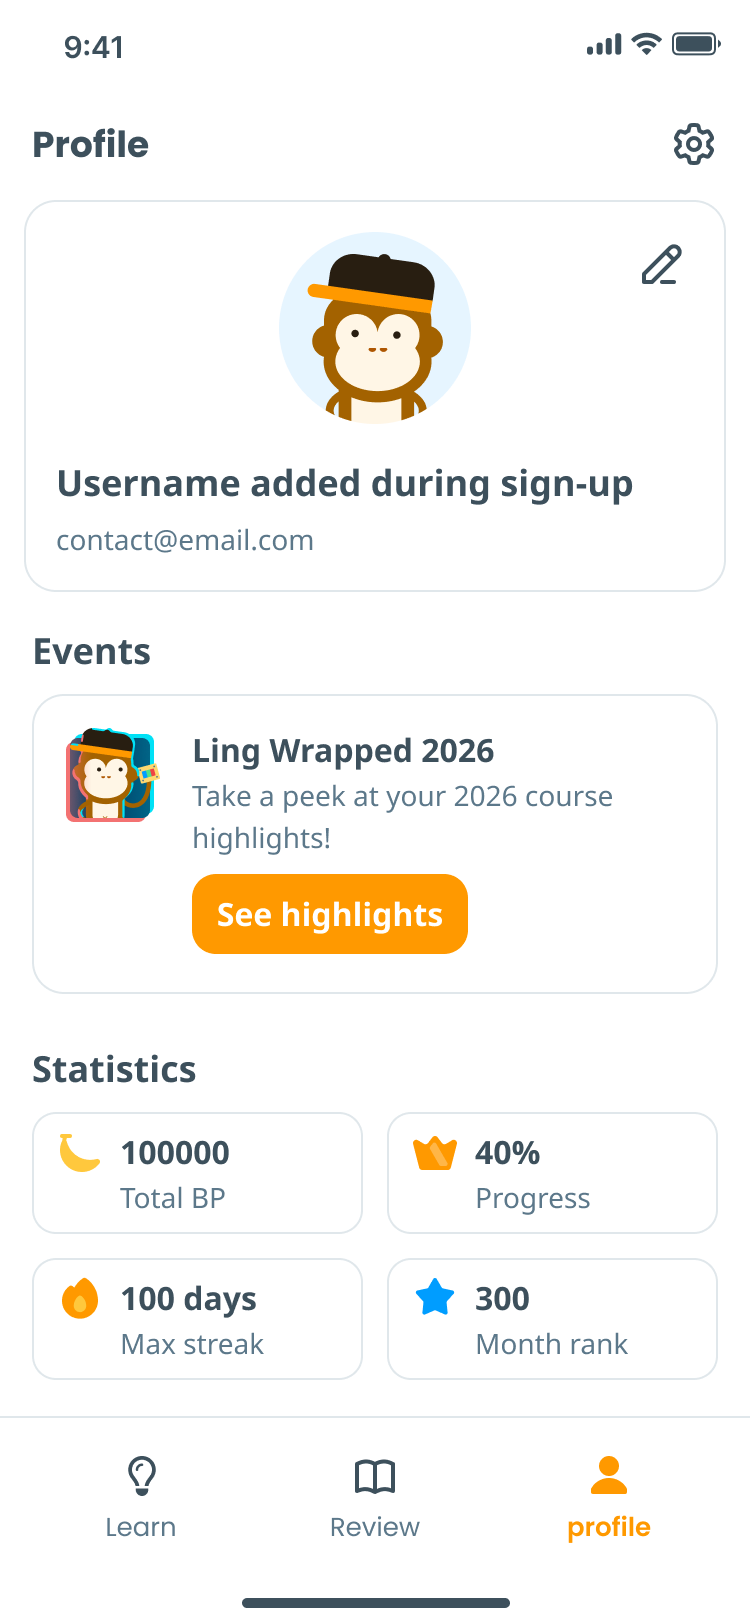 9:41
Profile
Username added during sign-up
contact@email.com
Events
Ling Wrapped 2026
Take a peek at your 2026 course
highlights!
See highlights
Statistics
100000
Total BP
40%
Progress
100 days
Max streak
300
Month rank
Learn
Review
profile